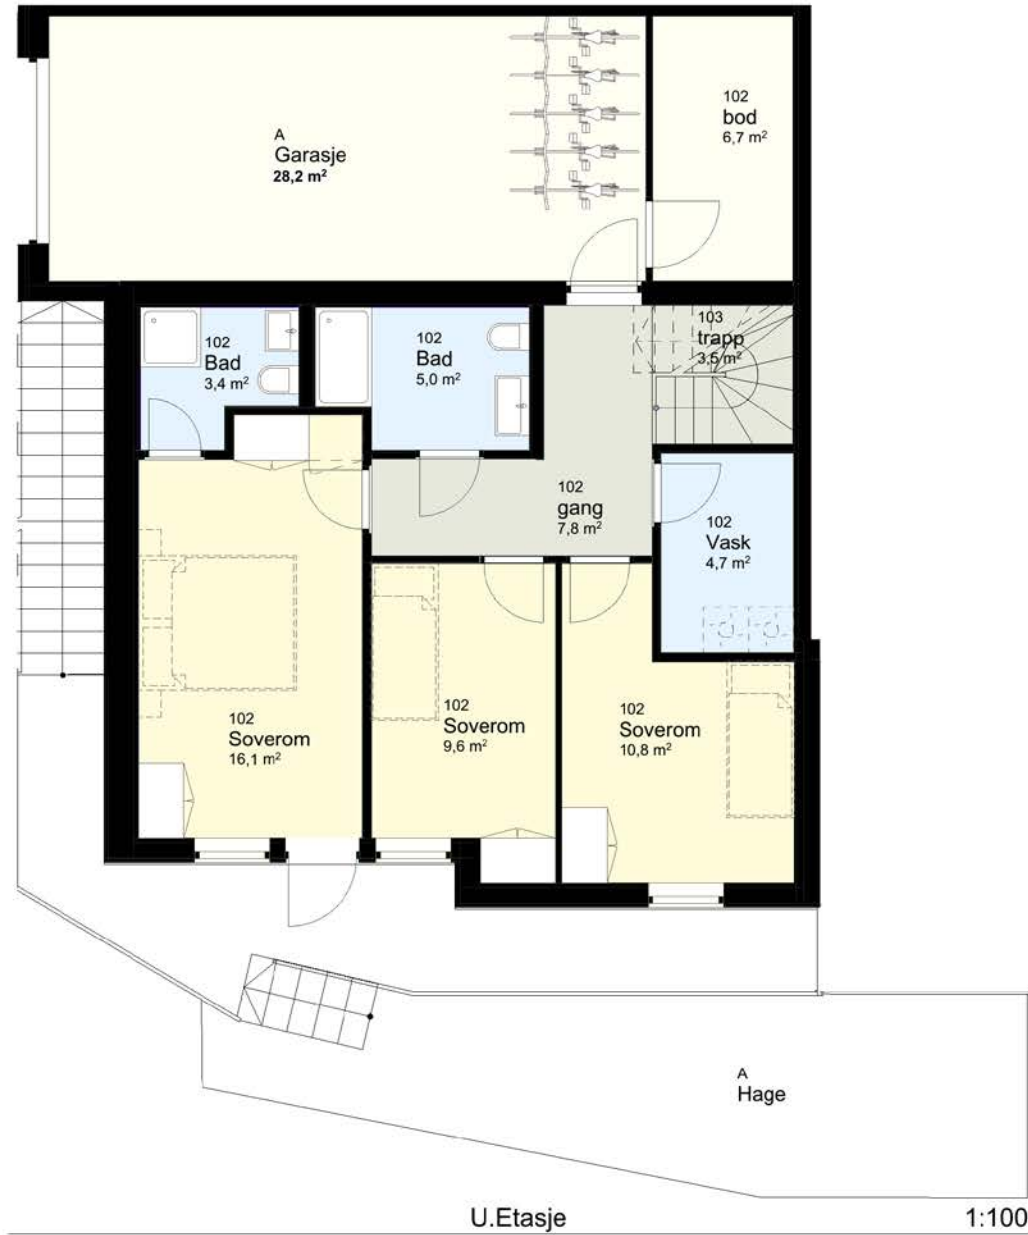 102
bod
6,7 m²
A
Garasje
28,2 m²
102
Bad
3,4 m²
102
Bad
5,0 m²
103
trapp
3,5 m²
102
gang
7,8 m²
102
Vask
4,7 m²
102
Soverom
16,1 m²
102
Soverom
9,6 m²
102
Soverom
10,8 m²
A
Hage
U.Etasje
1:100